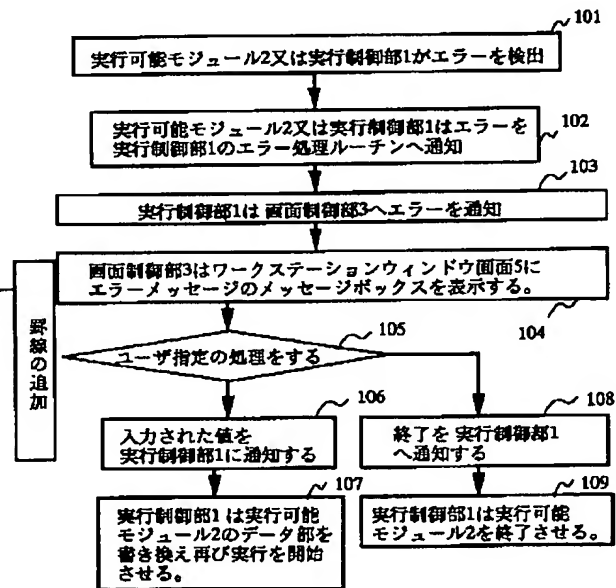 101
実行可能モジュール2又は実行制御部1がエラーを検出
実行可能モジュール2又は実行制御部1はエラーを
実行制御部1のエラー処理ルーチンへ通知
102
103
実行制御部1は 画面制御部3へエラーを通知
画面制御部3はワークステーションウィンドウ画面5に
エラーメッセージのメッセージボックスを表示する。
104
罫線の追加
105
ユーザ指定の処理をする
106
入力された値を
実行制御部1に通知する
108
終了を 実行制御部1
へ通知する
107
実行制御部1 は実行可能
モジュール2のデータ部を
書き換え再び実行を開始
させる。
109
実行制御部1は実行可能
モジュール2を終了させる。